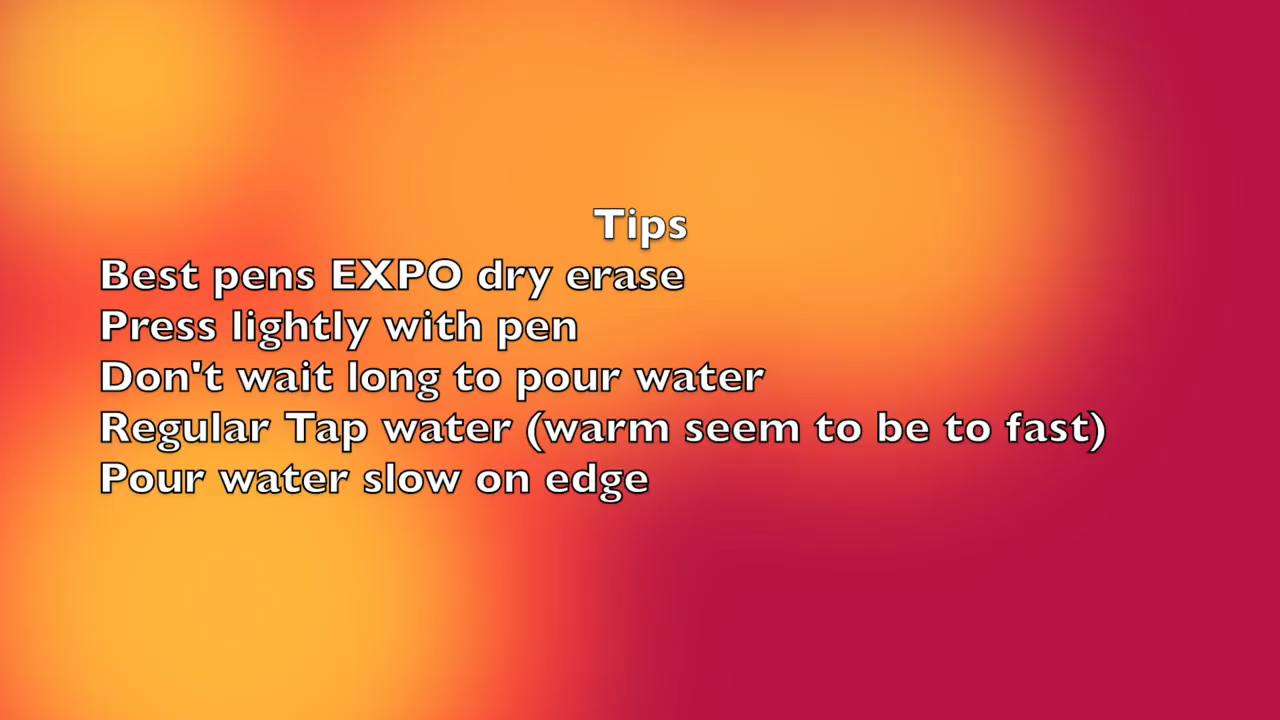 Tips
Best pens EXPO dry erase
Press lightly with pen
Don't wait long to pour water
Regular Tap water (warm seem to be to fast)
Pour water slow on edge